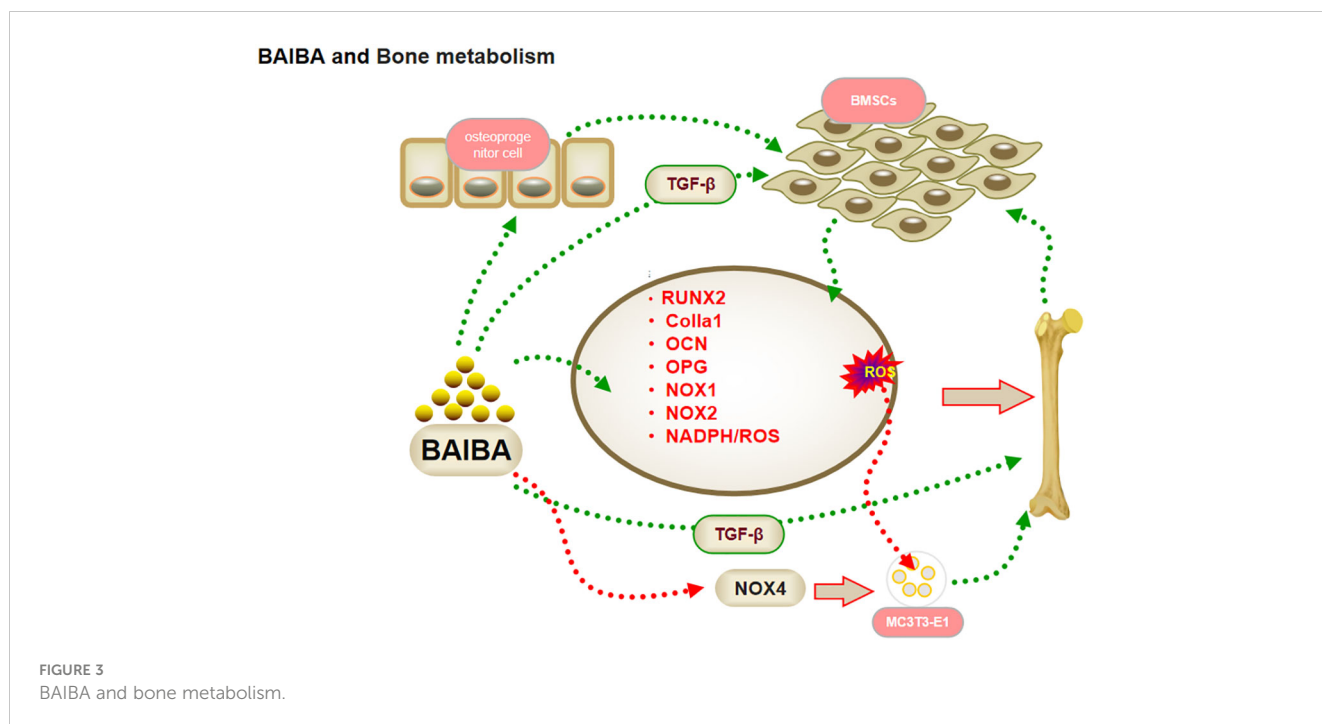 BAIBA and Bone metabolism
BMSCs
osteoproge
nitor cell
TGF-β
:
· RUNX2
• Colla1
• OCN
• OPG
• NOX1
• NOX2
• NADPH/ROS
ROS
BAIBA
TGF-β
NOX4
MC3T3-E1
FIGURE 3
BAIBA and bone metabolism.